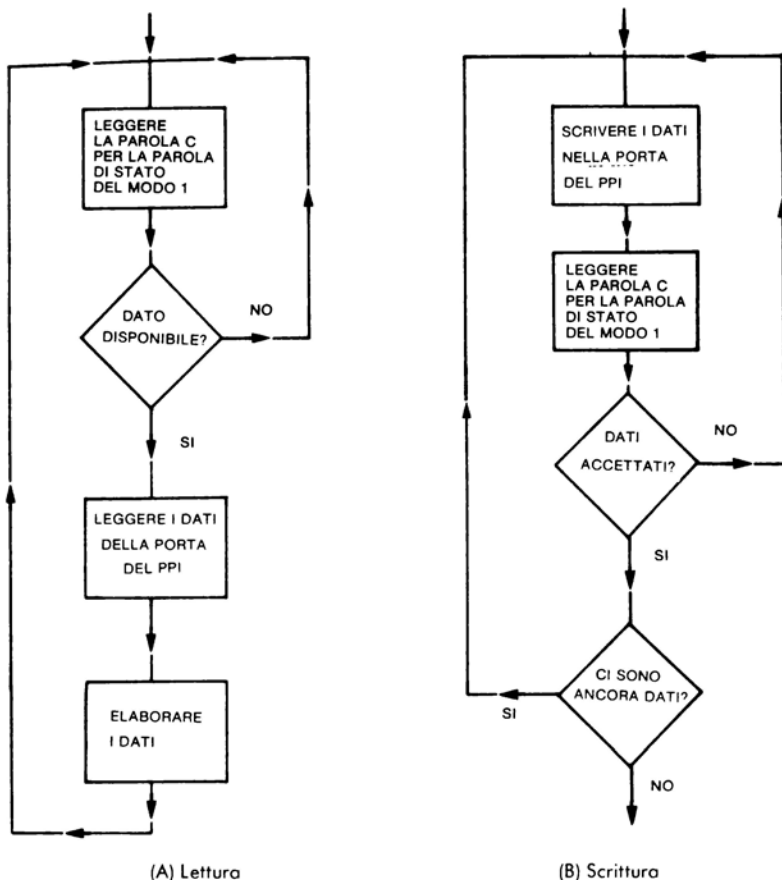 LEGGERE
LA PAROLA C
PER LA PAROLA
DI STATO
DEL MODO 1
DATO
DISPONIBILE?
NO
SI
LEGGERE I DATI
DELLA PORTA
DEL PPI
ELABORARE
I DATI
(A) Lettura
SCRIVERE I DATI
NELLA PORTA
DEL PPI
LEGGERE
LA PAROLA C
PER LA PAROLA
DI STATO
DEL MODO 1
DATI
ACCETTATI?
NO
SI
CI SONO
ANCORA DATI?
SI
NO
(B) Scrittura